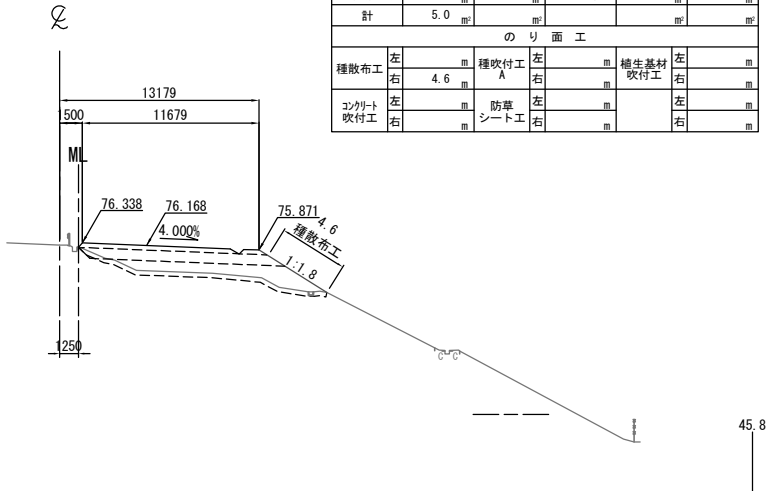 計 5.0 m² m² m² m²
のり面工
種散布工 左 m 種吹付工A 左 m 植生基材吹付工 左 m
右 4.6 m 右 m 右 m
コンクリート吹付工 左 m 防草シート工 左 m 左 m
右 m 右 m 右 m
13179
1500 11679
ML
76.338
76.168
4.000%
75.871
4.6
種散布工
1:1.8
1250
C C
45.8